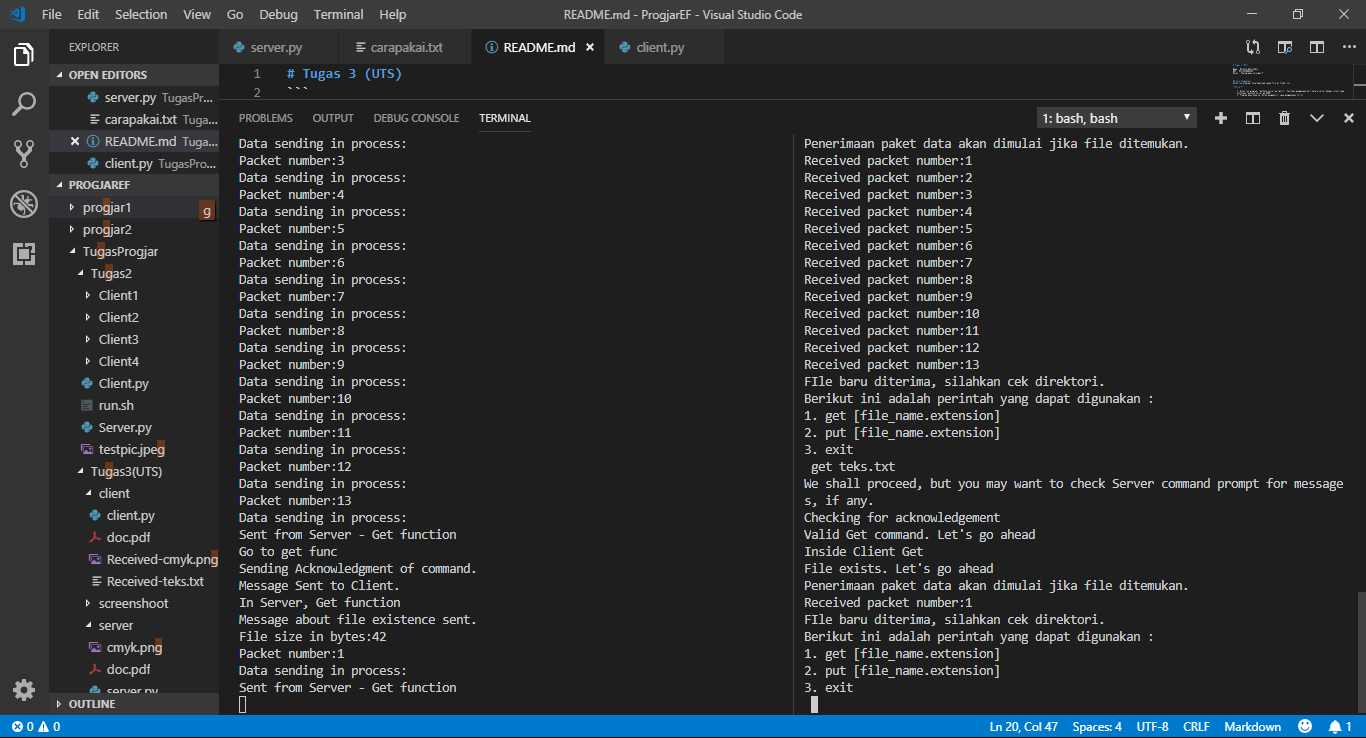 File Edit Selection View Go Debug Terminal Help
README.md - ProgjarEF - Visual Studio Code
EXPLORER
OPEN EDITORS
server.py TugasPr...
carapakai.txt Tuga...
README.md Tuga...
client.py TugasPro...
PROGJAREF
progjar1
g
progjar2
TugasProgjar
Tugas2
Client1
Client2
Client3
Client4
Client.py
run.sh
Server.py
testpic.jpeg
Tugas3(UTS)
client
client.py
doc.pdf
Received-cmyk.png
Received-teks.txt
screenshoot
server
cmyk.png
doc.pdf
server.py
OUTLINE
server.py carapakai.txt README.md client.py
1 # Tugas 3 (UTS)
2 ```
PROBLEMS OUTPUT DEBUG CONSOLE TERMINAL
1: bash, bash
Data sending in process:
Packet number:3
Data sending in process:
Packet number:4
Data sending in process:
Packet number:5
Data sending in process:
Packet number:6
Data sending in process:
Packet number:7
Data sending in process:
Packet number:8
Data sending in process:
Packet number:9
Data sending in process:
Packet number:10
Data sending in process:
Packet number:11
Data sending in process:
Packet number:12
Data sending in process:
Packet number:13
Data sending in process:
Sent from Server - Get function
Go to get func
Sending Acknowledgment of command.
Message Sent to Client.
In Server, Get function
Message about file existence sent.
File size in bytes:42
Packet number:1
Data sending in process:
Sent from Server - Get function
Penerimaan paket data akan dimulai jika file ditemukan.
Received packet number:1
Received packet number:2
Received packet number:3
Received packet number:4
Received packet number:5
Received packet number:6
Received packet number:7
Received packet number:8
Received packet number:9
Received packet number:10
Received packet number:11
Received packet number:12
Received packet number:13
FIle baru diterima, silahkan cek direktori.
Berikut ini adalah perintah yang dapat digunakan :
1. get [file_name.extension]
2. put [file_name.extension]
3. exit
get teks.txt
We shall proceed, but you may want to check Server command prompt for message
s, if any.
Checking for acknowledgement
Valid Get command. Let's go ahead
Inside Client Get
File exists. Let's go ahead
Penerimaan paket data akan dimulai jika file ditemukan.
Received packet number:1
FIle baru diterima, silahkan cek direktori.
Berikut ini adalah perintah yang dapat digunakan :
1. get [file_name.extension]
2. put [file_name.extension]
3. exit
0 0
Ln 20, Col 47 Spaces: 4 UTF-8 CRLF Markdown 1